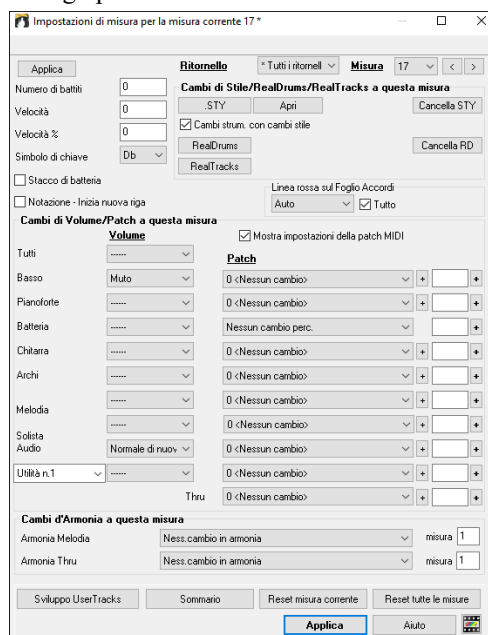 Impostazioni di misura per la misura corrente 17 *
Applica
Ritornello
* Tutti i ritornell
Misura
17
<
>
Numero di battiti
0
Cambi di Stile/RealDrums/RealTracks a questa misura
.STY
Apri
Cancella STY
Velocità
0
Cambi strum. con cambi stile
Velocità %
0
RealDrums
Cancella RD
Simbolo di chiave
Db
RealTracks
Stacco di batteria
Linea rossa sul Foglio Accordi
Notazione - Inizia nuova riga
Auto
Tutto
Cambi di Volume/Patch a questa misura
Volume
Mostra impostazioni della patch MIDI
Tutti
------
Patch
Basso
Muto
0 <Nessun cambio>
+
+
Pianoforte
------
0 <Nessun cambio>
+
+
Batteria
------
Nessun cambio perc.
+
Chitarra
------
0 <Nessun cambio>
+
+
Archi
------
0 <Nessun cambio>
+
+
Melodia
------
0 <Nessun cambio>
+
+
------
0 <Nessun cambio>
+
+
Solista
Audio
Normale di nuov
0 <Nessun cambio>
+
+
Utilità n.1
------
0 <Nessun cambio>
+
+
Thru
0 <Nessun cambio>
+
+
Cambi d'Armonia a questa misura
Armonia Melodia
Ness.cambio in armonia
misura
1
Armonia Thru
Ness.cambio in armonia
misura
1
Sviluppo UserTracks
Sommario
Reset misura corrente
Reset tutte le misure
Applica
Aiuto